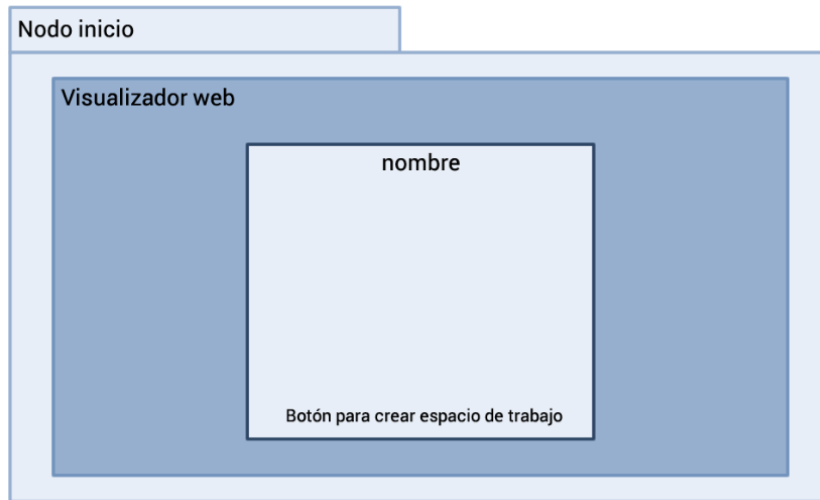 Nodo inicio
Visualizador web
nombre
Botón para crear espacio de trabajo